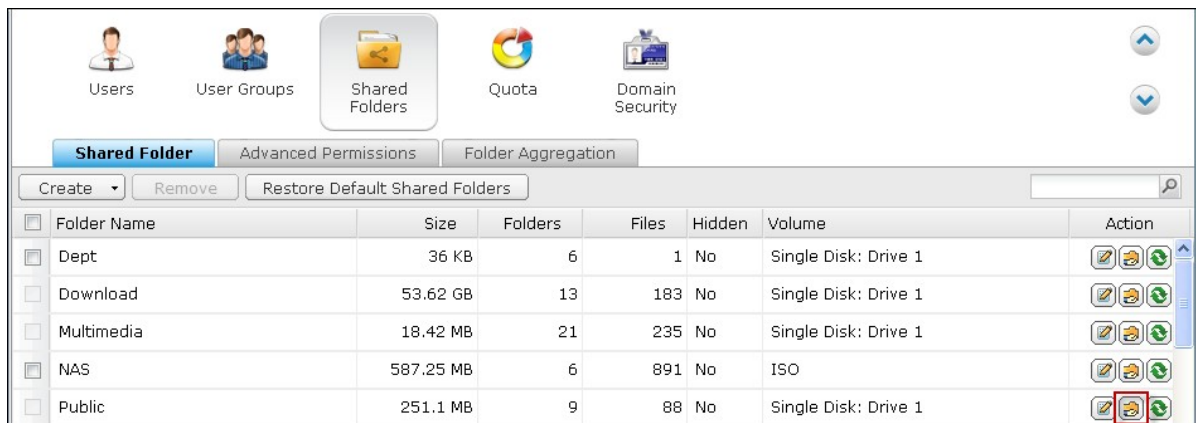 Users User Groups Shared Folders Quota Domain Security
Shared Folder Advanced Permissions Folder Aggregation
Create Remove Restore Default Shared Folders
Folder Name Size Folders Files Hidden Volume Action
Dept 36 KB 6 1 No Single Disk: Drive 1
Download 53.62 GB 13 183 No Single Disk: Drive 1
Multimedia 18.42 MB 21 235 No Single Disk: Drive 1
NAS 587.25 MB 6 891 No ISO
Public 251.1 MB 9 88 No Single Disk: Drive 1